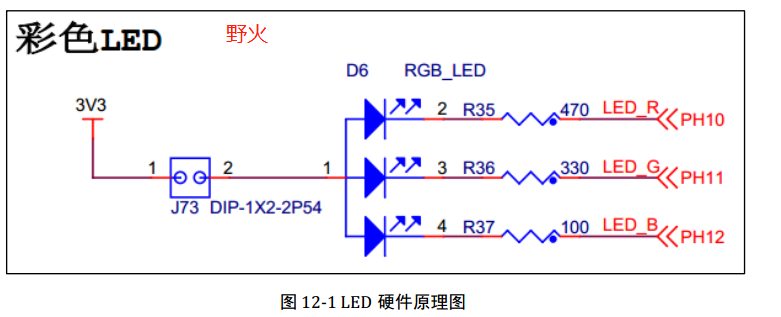 彩色LED 野火
D6 RGB_LED
3V3
2 R35 470 LED_R PH10
1 2 1 3 R36 330 LED_G PH11
J73 DIP-1X2-2P54
4 R37 100 LED_B PH12
图 12-1 LED 硬件原理图